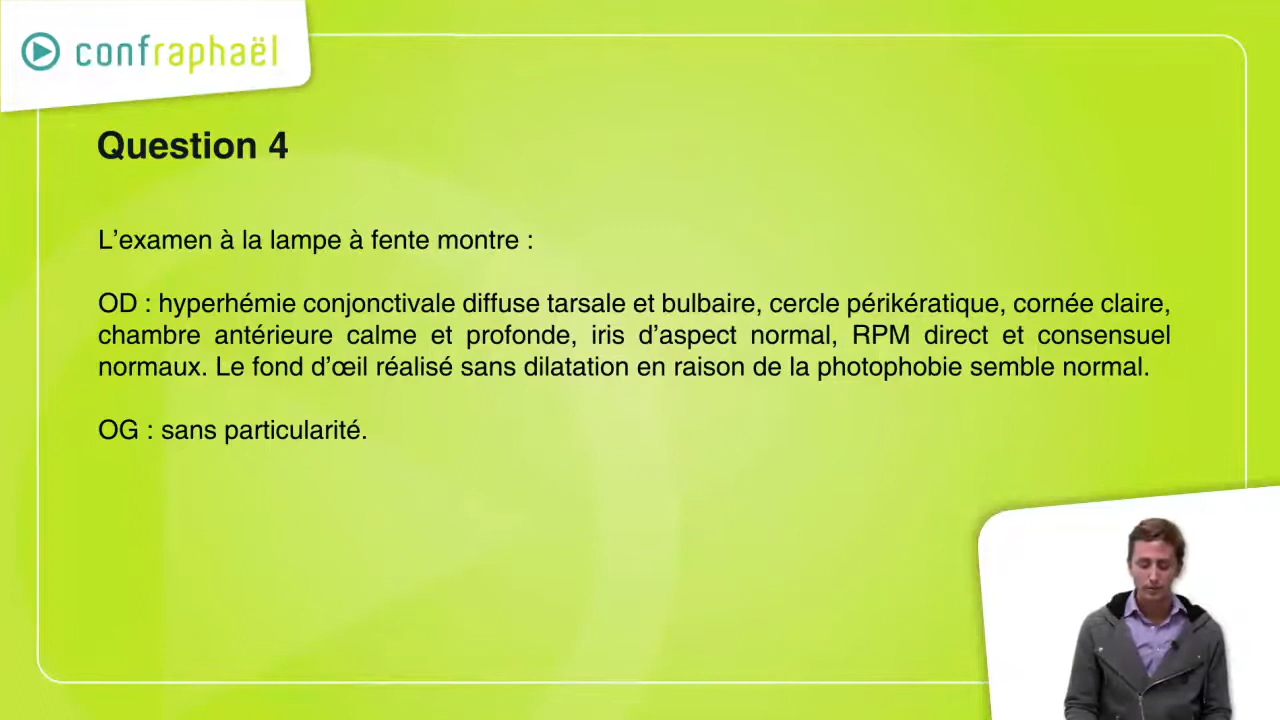 confraphaël
Question 4
L’examen à la lampe à fente montre :
OD : hyperhémie conjonctivale diffuse tarsale et bulbaire, cercle périkératique, cornée claire,
chambre antérieure calme et profonde, iris d’aspect normal, RPM direct et consensuel
normaux. Le fond d’œil réalisé sans dilatation en raison de la photophobie semble normal.
OG : sans particularité.